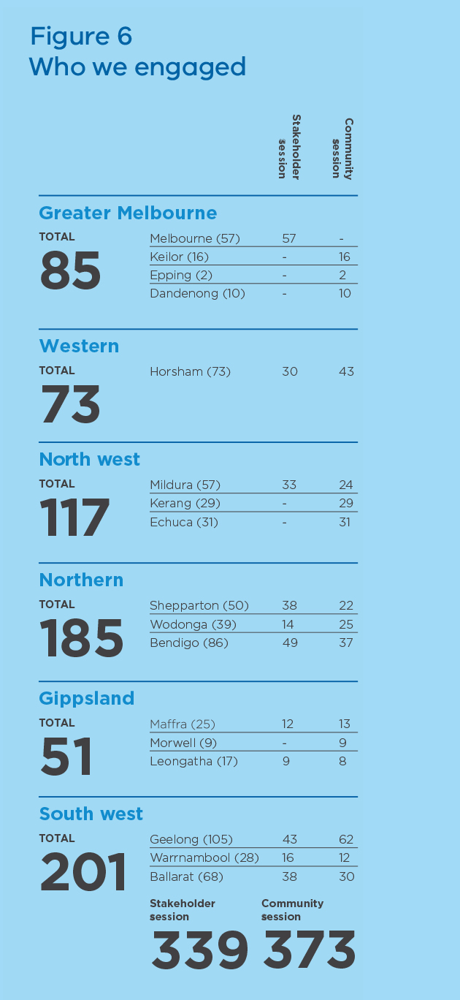 Figure 6
Who we engaged
Stakeholder
session
Community
session
Greater Melbourne
TOTAL
85
Melbourne (57) 57 -
Keilor (16) - 16
Epping (2) - 2
Dandenong (10) - 10
Western
TOTAL
73
Horsham (73) 30 43
North west
TOTAL
117
Mildura (57) 33 24
Kerang (29) - 29
Echuca (31) - 31
Northern
TOTAL
185
Shepparton (50) 38 22
Wodonga (39) 14 25
Bendigo (86) 49 37
Gippsland
TOTAL
51
Maffra (25) 12 13
Morwell (9) - 9
Leongatha (17) 9 8
South west
TOTAL
201
Geelong (105) 43 62
Warrnambool (28) 16 12
Ballarat (68) 38 30
Stakeholder
session
339
Community
session
373